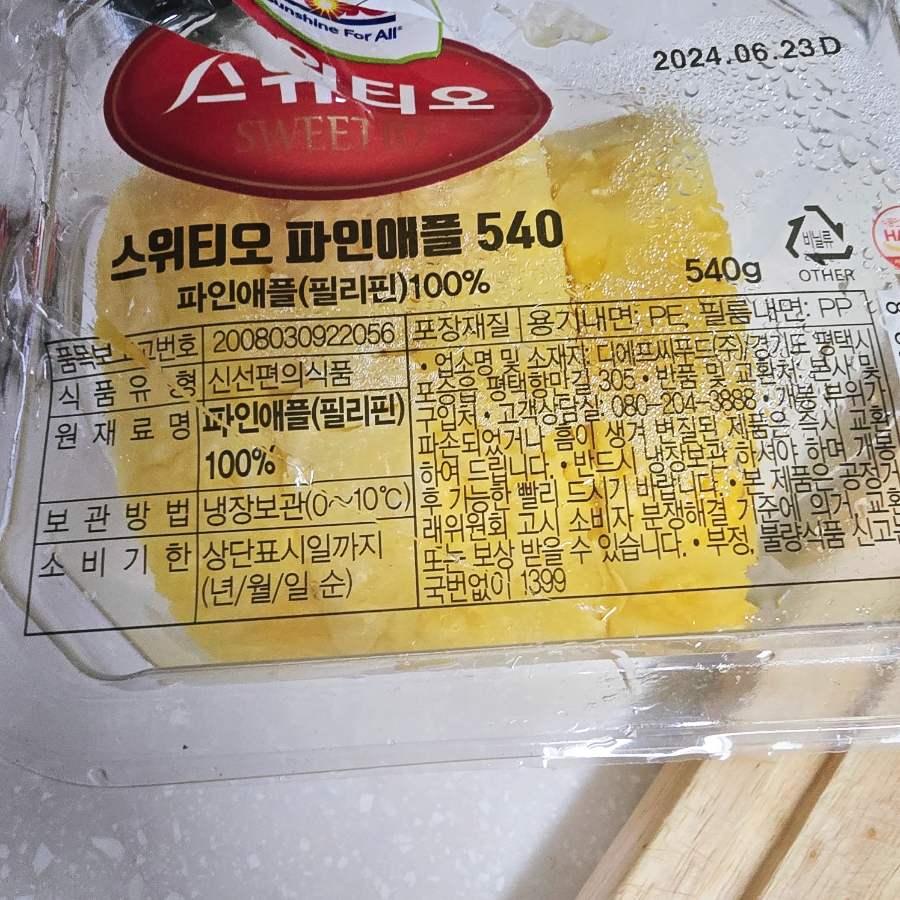 Sunshine For All
2024.06.23D
스위티오
SWEETIO
스위티오 파인애플 540
파인애플(필리핀)100%
540g
비닐류
OTHER
품목보고번호 2008030922056
포장재질 용기내면: PE, 필름내면: PP
식품유형 신선편의식품
원재료명 파인애플(필리핀)
100%
보관방법 냉장보관(0~10℃)
소비기한 상단표시일까지
(년/월/일 순)
• 업소명 및 소재지: 디에프씨푸드(주)/경기도 평택시
포승읍 평택항만길 305 • 반품 및 교환처: 본사 및
구입처 • 고객상담실: 080-204-3888 • 개봉 부위가
파손되었거나 흠이 생겨 변질된 제품은 즉시 교환
하여 드립니다. • 반드시 냉장보관 하셔야 하며 개봉
후 가능한 빨리 드시기 바랍니다. • 본 제품은 공정거
래위원회 고시 소비자 분쟁해결 기준에 의거 교환
또는 보상 받을 수 있습니다. • 부정, 불량식품 신고는
국번없이 1399